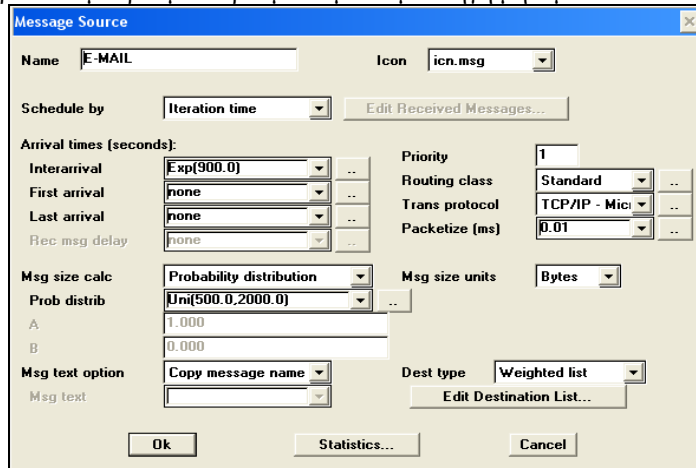 Message Source
Name E-MAIL Icon icn.msg
Schedule by Iteration time Edit Received Messages...
Arrival times (seconds):
Interarrival Exp(900.0) ..
First arrival none ..
Last arrival none ..
Rec msg delay none ..
Priority 1
Routing class Standard ..
Trans protocol TCP/IP - Micr ..
Packetize (ms) 0.01 ..
Msg size calc Probability distribution Msg size units Bytes
Prob distrib Uni(500.0,2000.0) ..
A 1.000
B 0.000
Msg text option Copy message name Dest type Weighted list
Msg text Edit Destination List...
Ok Statistics... Cancel